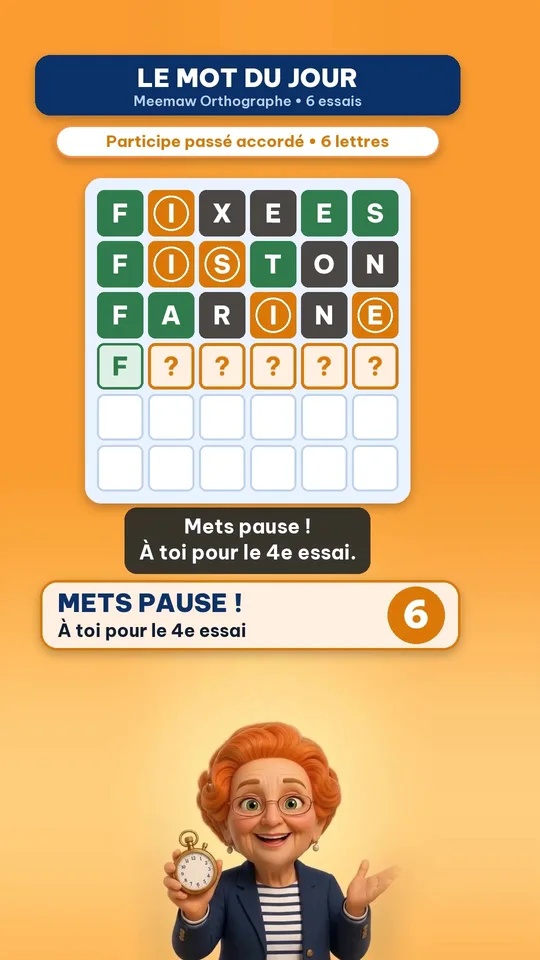 LE MOT DU JOUR
Meemaw Orthographe • 6 essais
Participe passé accordé • 6 lettres
F I X E E S
F I S T O N
F A R I N E
F ? ? ? ? ?
Mets pause !
À toi pour le 4e essai.
METS PAUSE !
À toi pour le 4e essai
6